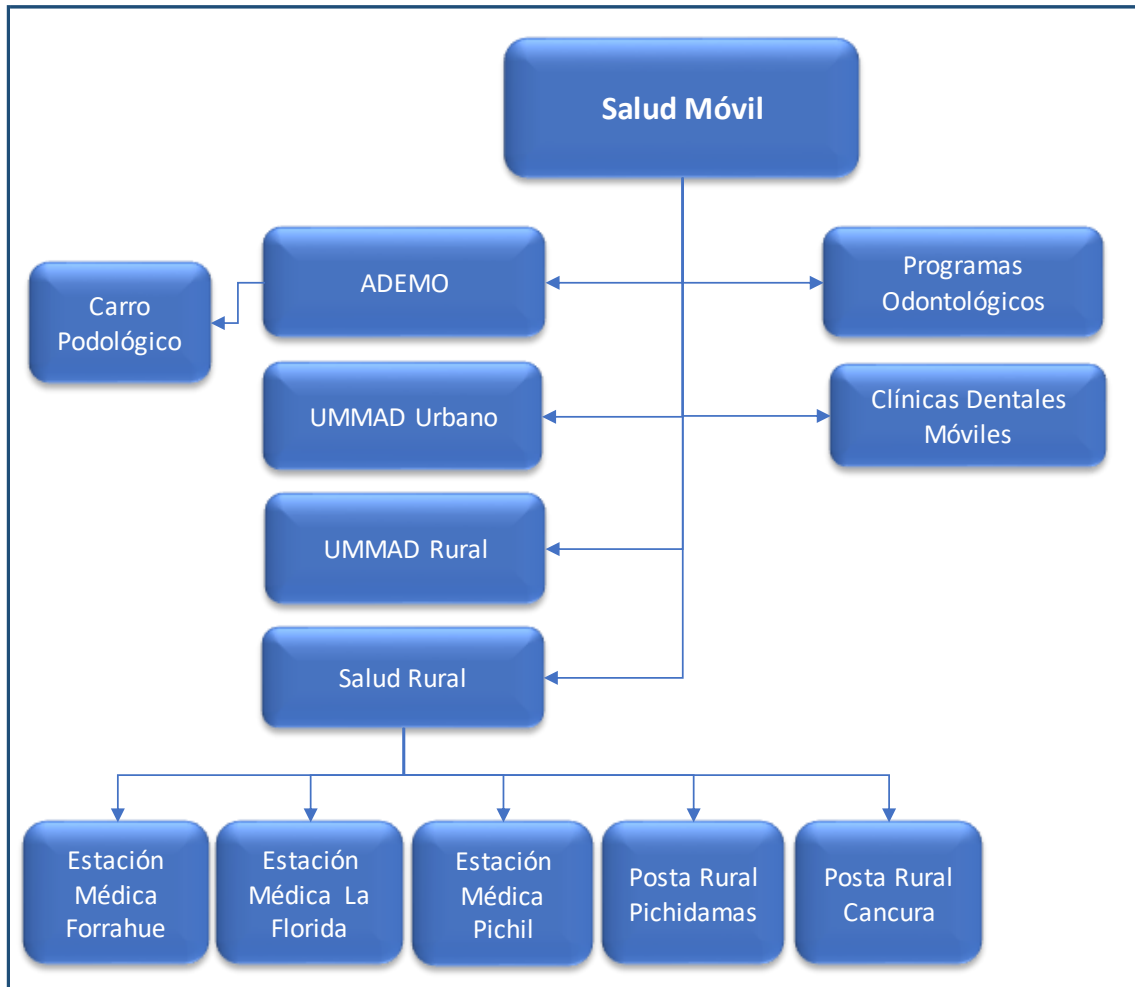 Salud Móvil
ADEMO
Programas
Odontológicos
Carro
Podológico
UMMAD Urbano
Clínicas Dentales
Móviles
UMMAD Rural
Salud Rural
Estación
Médica
Forrahue
Estación
Médica La
Florida
Estación
Médica
Pichil
Posta Rural
Pichidamas
Posta Rural
Cancura